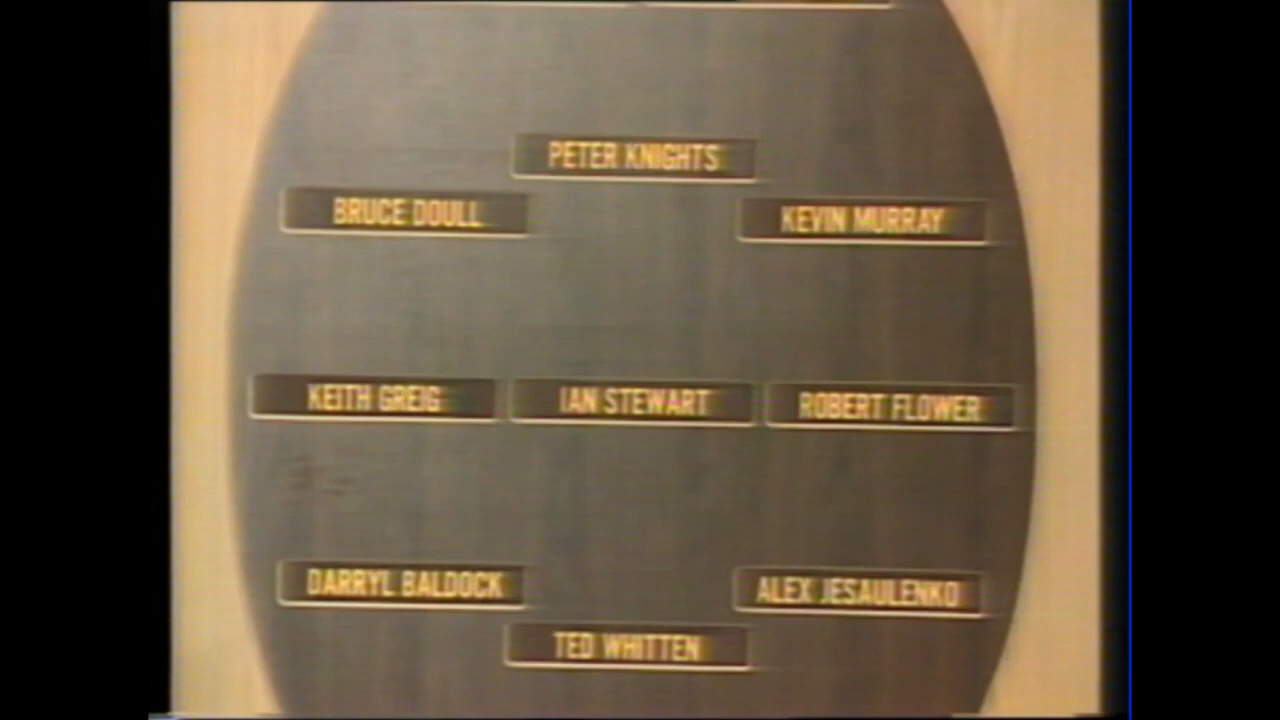 PETER KNIGHTS
BRUCE DOULL
KEVIN MURRAY
KEITH GREIG
IAN STEWART
ROBERT FLOWER
DARRYL BALDOCK
ALEX JESAULENKO
TED WHITTEN